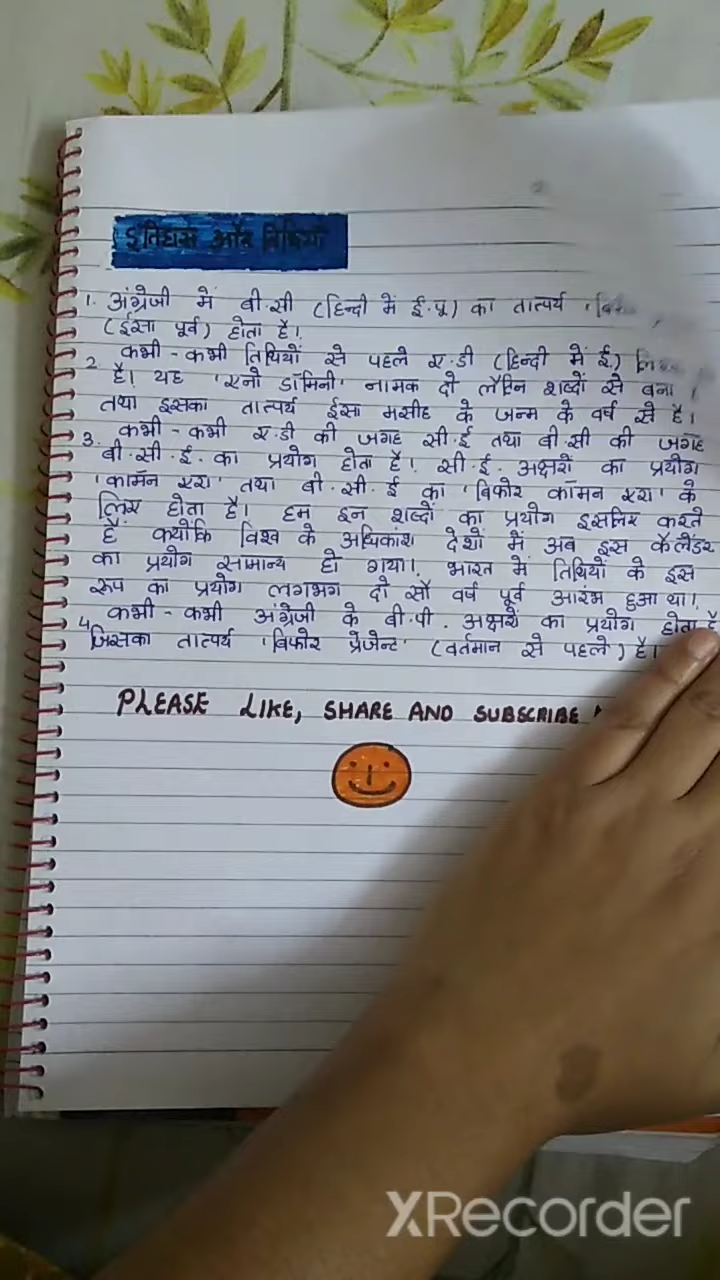 इतिहास और तिथियाँ
1. अंग्रेजी में बी.सी (हिन्दी में ई.पू) का तात्पर्य '
(ईसा पूर्व) होता है।
2. कभी-कभी तिथियों से पहले ए.डी (हिन्दी में ई.)
है। यह 'एनो डॉमिनी' नामक दो लैटिन शब्दों से बना
तथा इसका तात्पर्य ईसा मसीह के जन्म के वर्ष से है।
3. कभी-कभी ए.डी की जगह सी.ई तथा बी.सी की जगह
बी.सी.ई. का प्रयोग होता है। सी.ई. अक्षरों का प्रयोग
'कॉमन एरा' तथा बी.सी.ई का 'बिफोर कॉमन एरा' के
लिए होता है। हम इन शब्दों का प्रयोग इसलिए करते
हैं क्योंकि विश्व के अधिकांश देशों में अब इस कैलेंडर
का प्रयोग सामान्य हो गया। भारत में तिथियों के इस
रूप का प्रयोग लगभग दो सौ वर्ष पूर्व आरंभ हुआ था।
4. कभी-कभी अंग्रेजी के बी.पी. अक्षरों का प्रयोग होता है
जिसका तात्पर्य 'बिफोर प्रेजेन्ट' (वर्तमान से पहले) है।
PLEASE LIKE, SHARE AND SUBSCRIBE
XRecorder